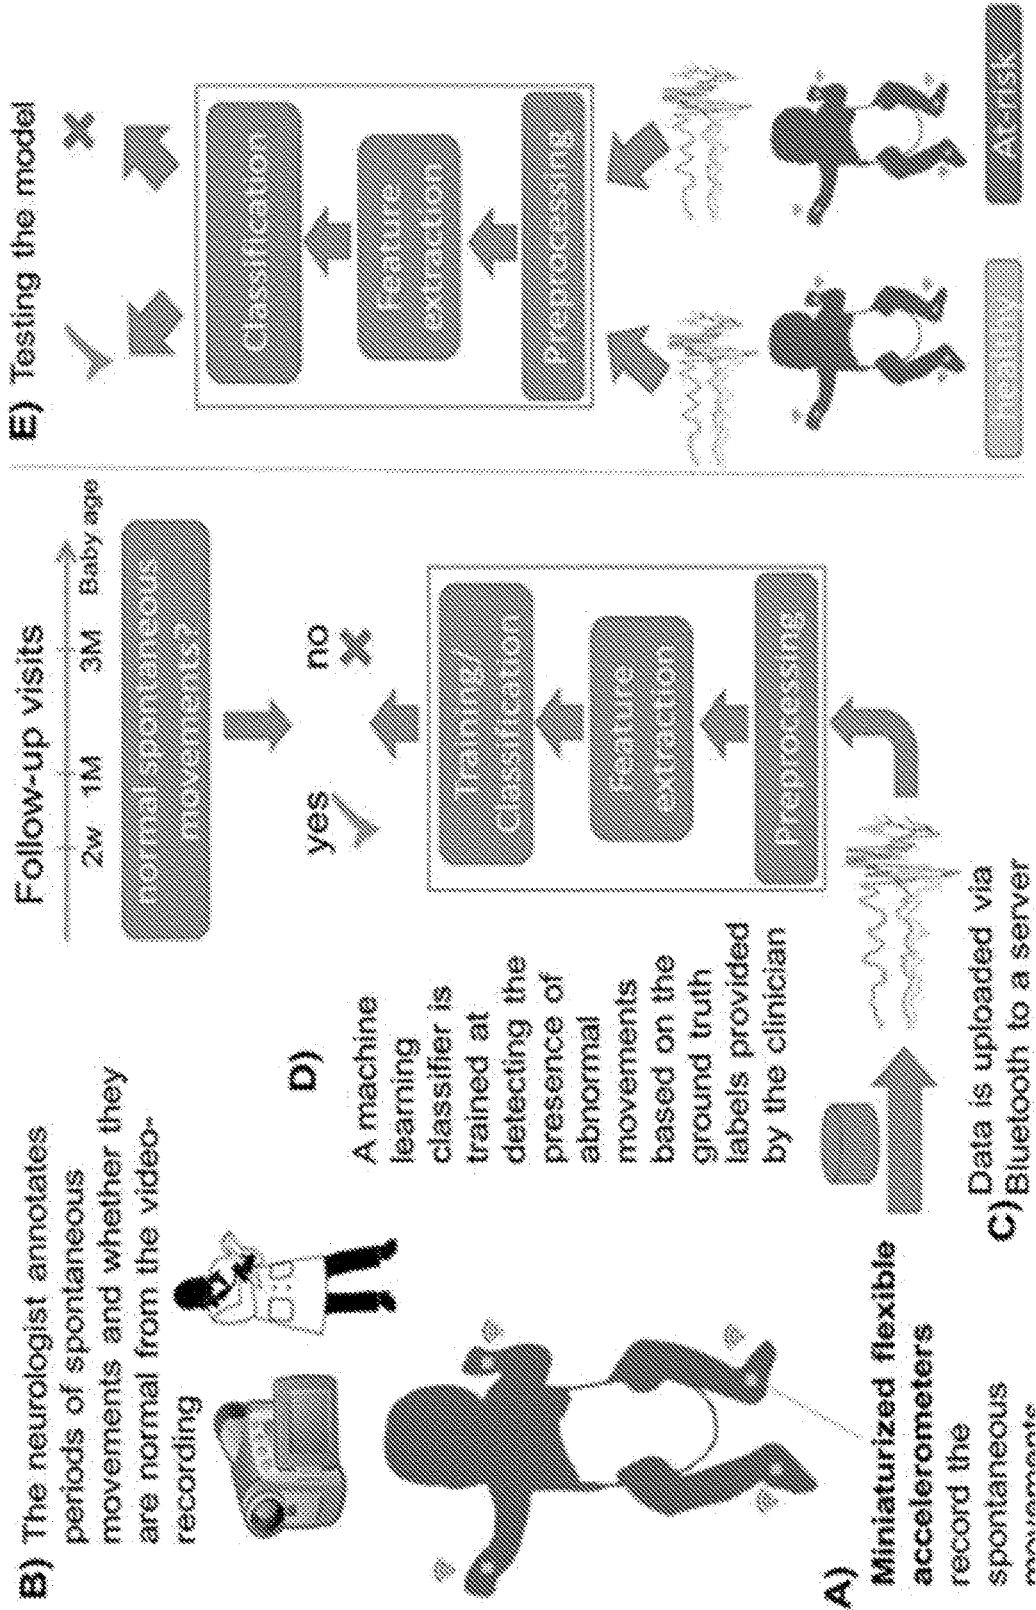 B) The neurologist annotates
periods of spontaneous
movements and whether they
are normal from the video-
recording
Follow-up visits
2w 1M 3M Baby age
normal spontaneous
movements?
yes no
A)
Miniaturized flexible
accelerometers
record the
spontaneous
movements
C) Data is uploaded via
Bluetooth to a server
D)
A machine
learning
classifier is
trained at
detecting the
presence of
abnormal
movements
based on the
ground truth
labels provided
by the clinician
Training/
Classification
Feature
extraction
Preprocessing
E) Testing the model
Classification
Feature
extraction
Preprocessing
At risk